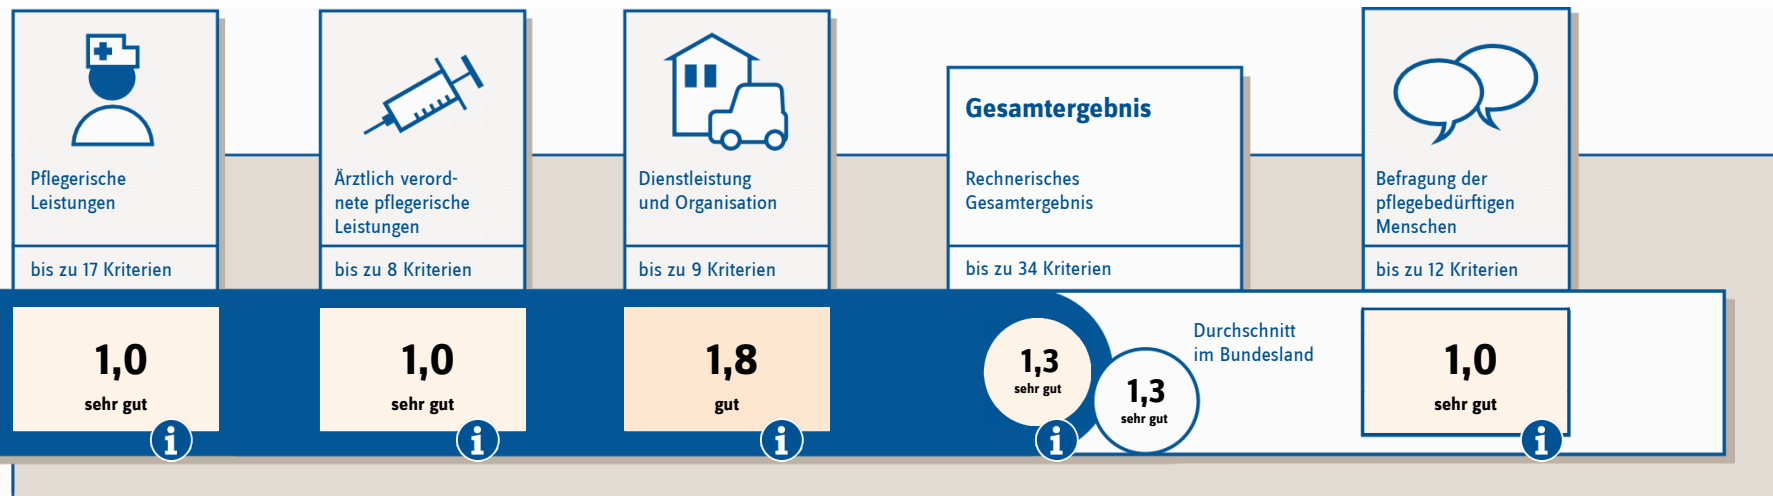 Pflegerische
Leistungen
bis zu 17 Kriterien
1,0
sehr gut
i
Ärztlich verord-
nete pflegerische
Leistungen
bis zu 8 Kriterien
1,0
sehr gut
i
Dienstleistung
und Organisation
bis zu 9 Kriterien
1,8
gut
i
Gesamtergebnis
Rechnerisches
Gesamtergebnis
bis zu 34 Kriterien
1,3
sehr gut
i
Durchschnitt
im Bundesland
1,3
sehr gut
Befragung der
pflegebedürftigen
Menschen
bis zu 12 Kriterien
1,0
sehr gut
i